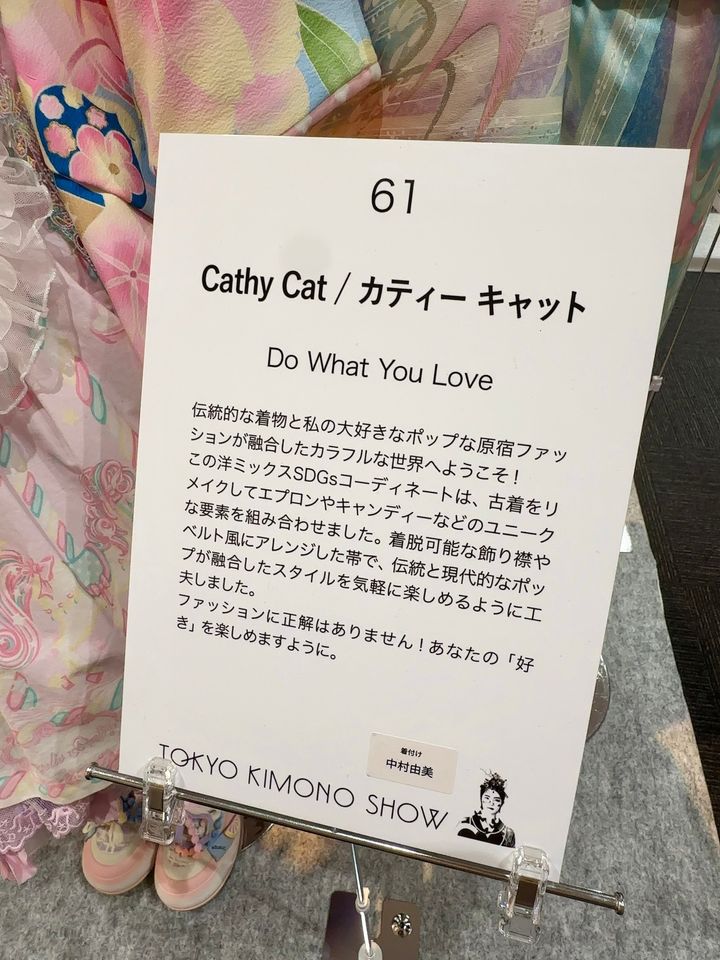 61
Cathy Cat / カティー キャット
Do What You Love
伝統的な着物と私の大好きなポップな原宿ファッ
ションが融合したカラフルな世界へようこそ！
この洋ミックスSDGsコーディネートは、古着をリ
メイクしてエプロンやキャンディーなどのユニーク
な要素を組み合わせました。着脱可能な飾り襟や
ベルト風にアレンジした帯で、伝統と現代的なポッ
プが融合したスタイルを気軽に楽しめるように工
夫しました。
ファッションに正解はありません！あなたの「好
き」を楽しめますように。
着付け
中村由美
TOKYO KIMONO SHOW